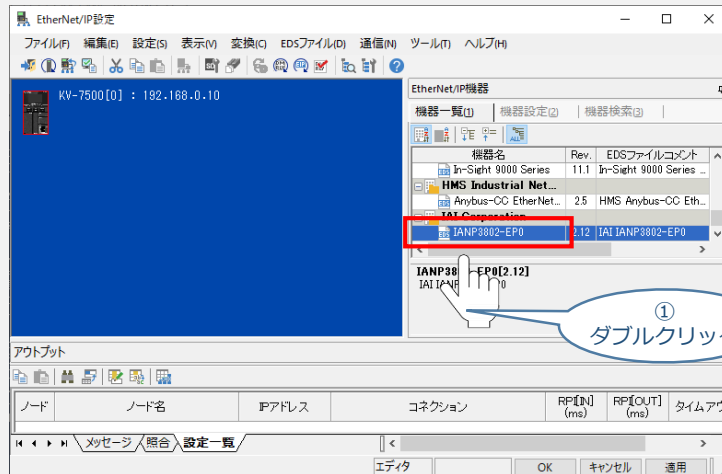 EtherNet/IP設定
ファイル(F) 編集(E) 設定(S) 表示(V) 変換(C) EDSファイル(D) 通信(N) ツール(T) ヘルプ(H)
KV-7500[0] : 192.168.0.10
EtherNet/IP機器
機器一覧(1) 機器設定(2) 機器検索(3)
機器名 Rev. EDSファイルコメント
In-Sight 9000 Series 11.1 In-Sight 9000 Series ...
HMS Industrial Net...
Anybus-CC EtherNet... 2.5 HMS Anybus-CC Eth...
IAI Corporation
IANP3802-EP0 2.12 IAI IANP3802-EP0
EP0[2.12]
①
ダブルクリック
アウトプット
ノード ノード名 IPアドレス コネクション RPI[IN] (ms) RPI[OUT] (ms) タイムアウ
メッセージ 照合 設定一覧
エディタ OK キャンセル 適用